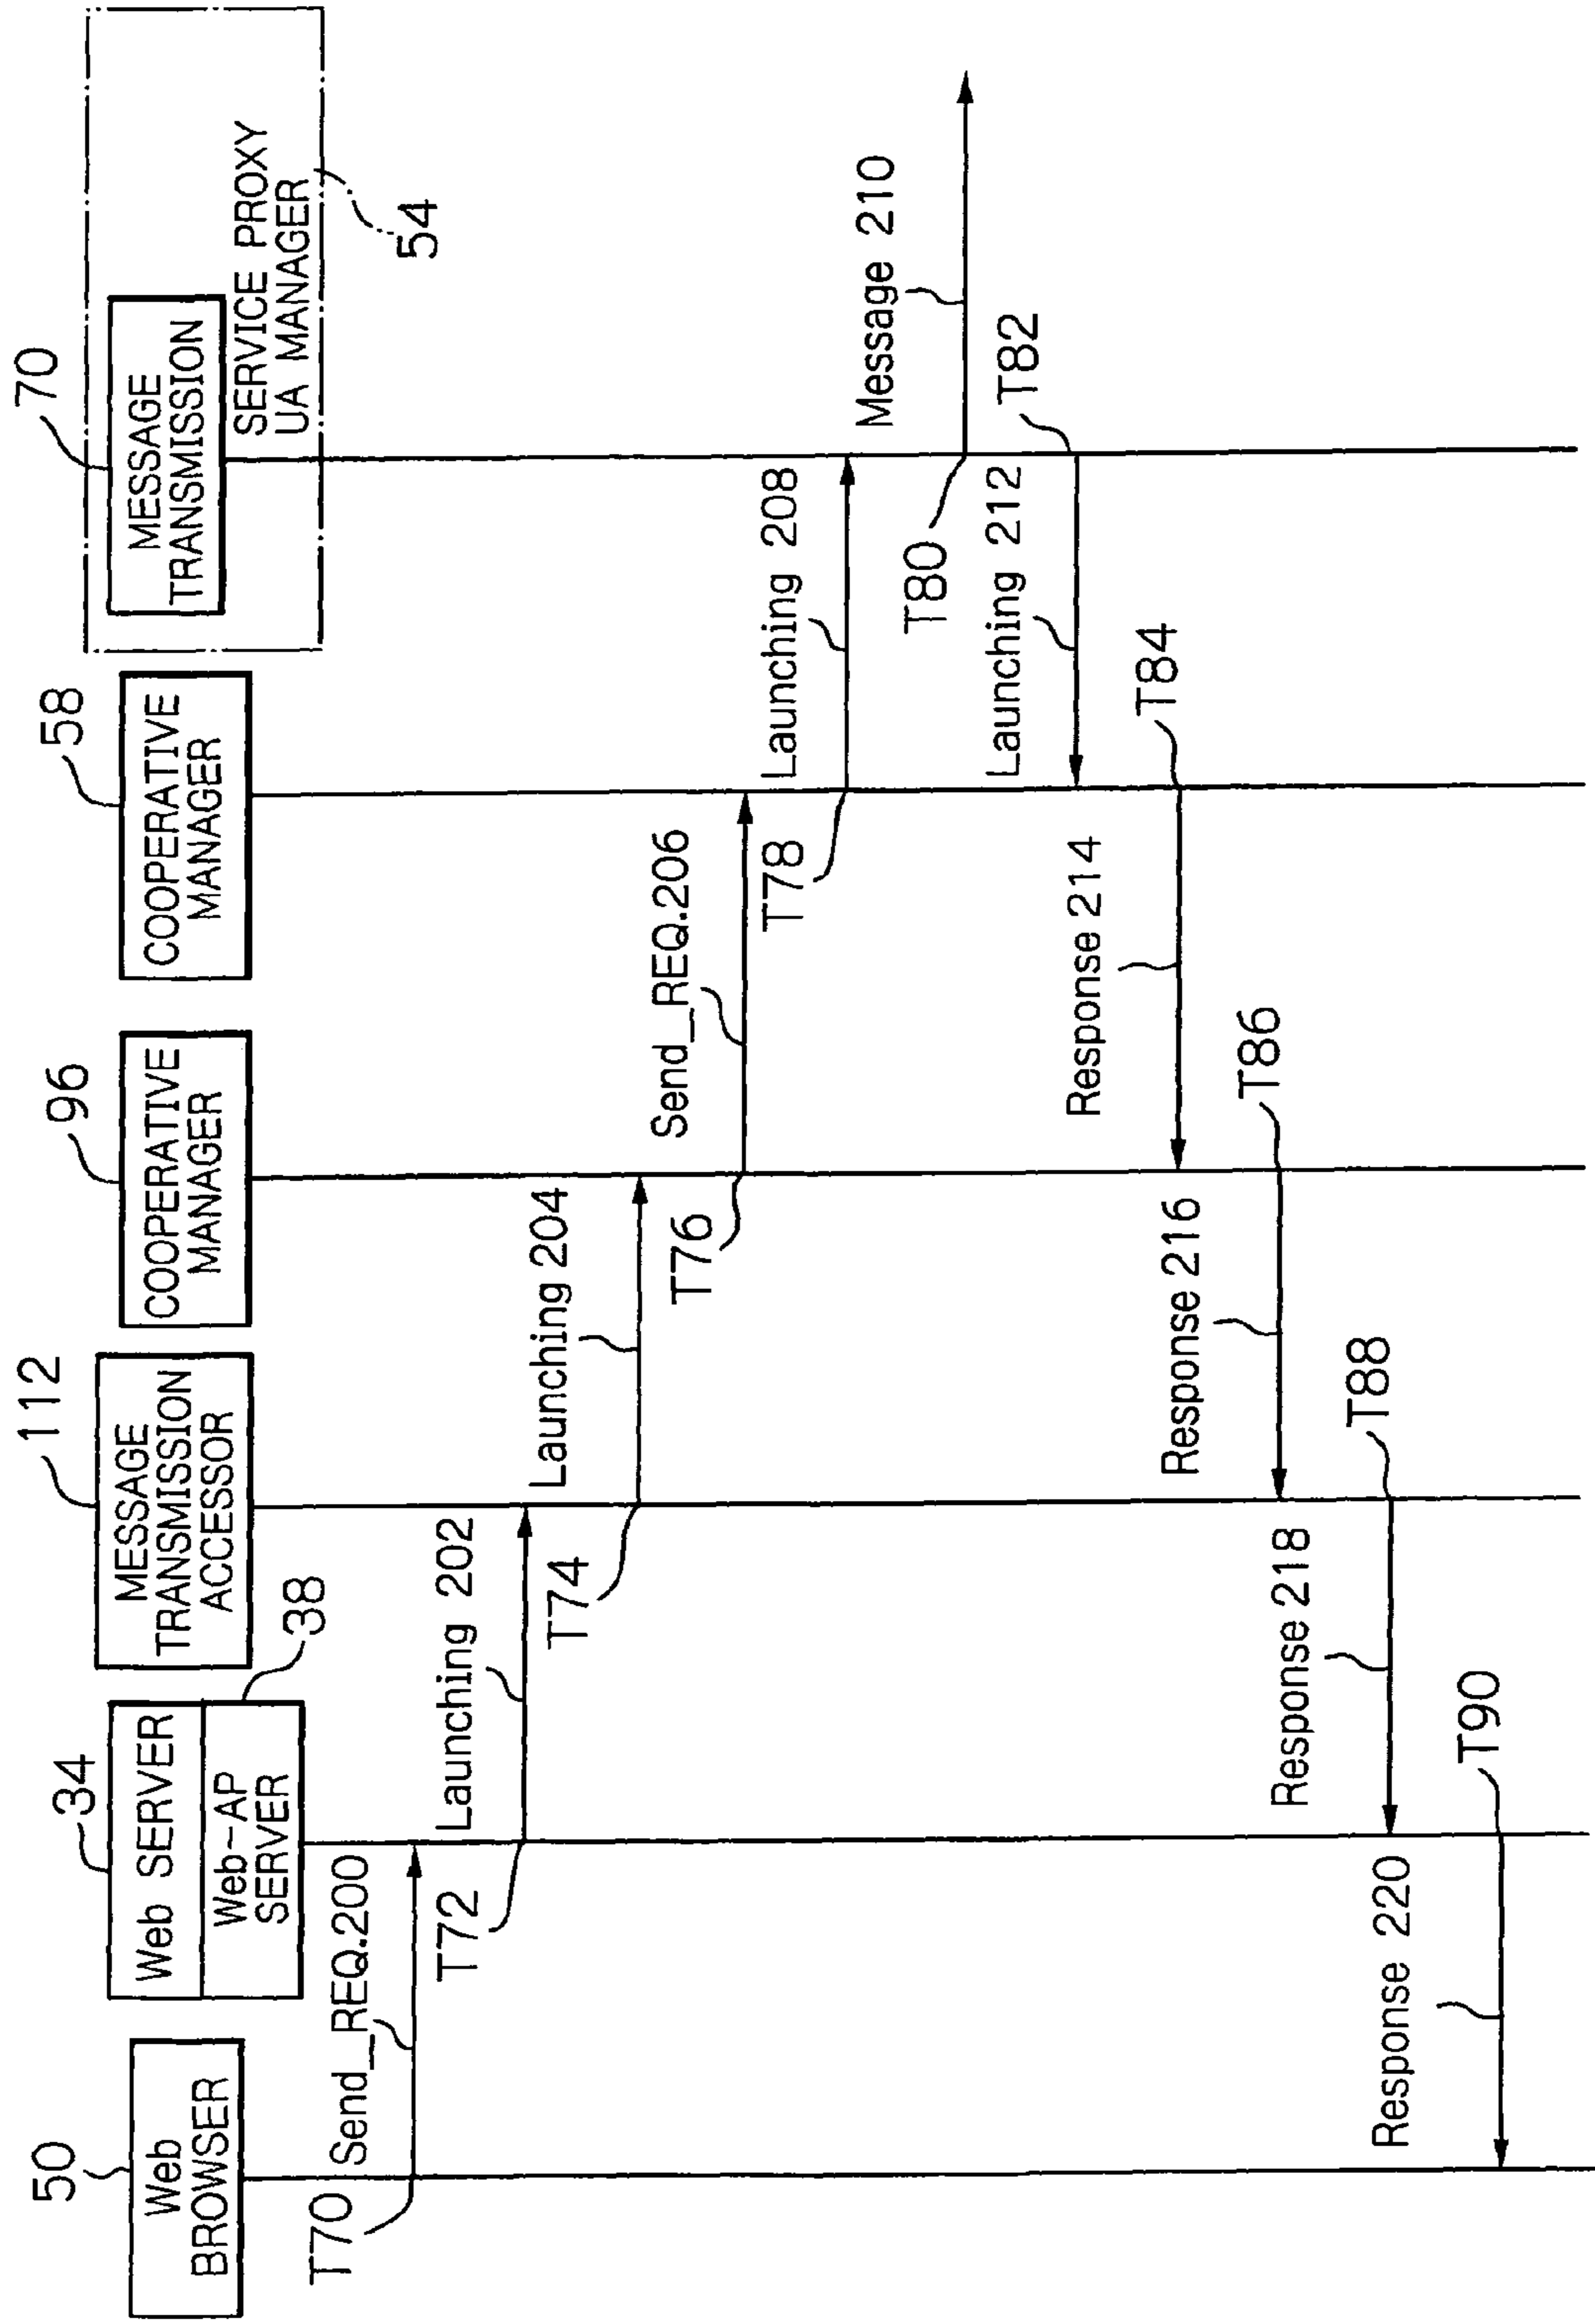 50
Web
BROWSER
34
Web SERVER
Web-AP
SERVER
38
112
MESSAGE
TRANSMISSION
ACCESSOR
96
COOPERATIVE
MANAGER
58
COOPERATIVE
MANAGER
70
MESSAGE
TRANSMISSION
SERVICE PROXY
UA MANAGER
54
T70
Send_REQ.200
T72
Launching 202
T74
Launching 204
T76
Send_REQ.206
T78
Launching 208
T80
Message 210
Launching 212
T82
Response 214
T84
Response 216
T86
Response 218
T88
Response 220
T90